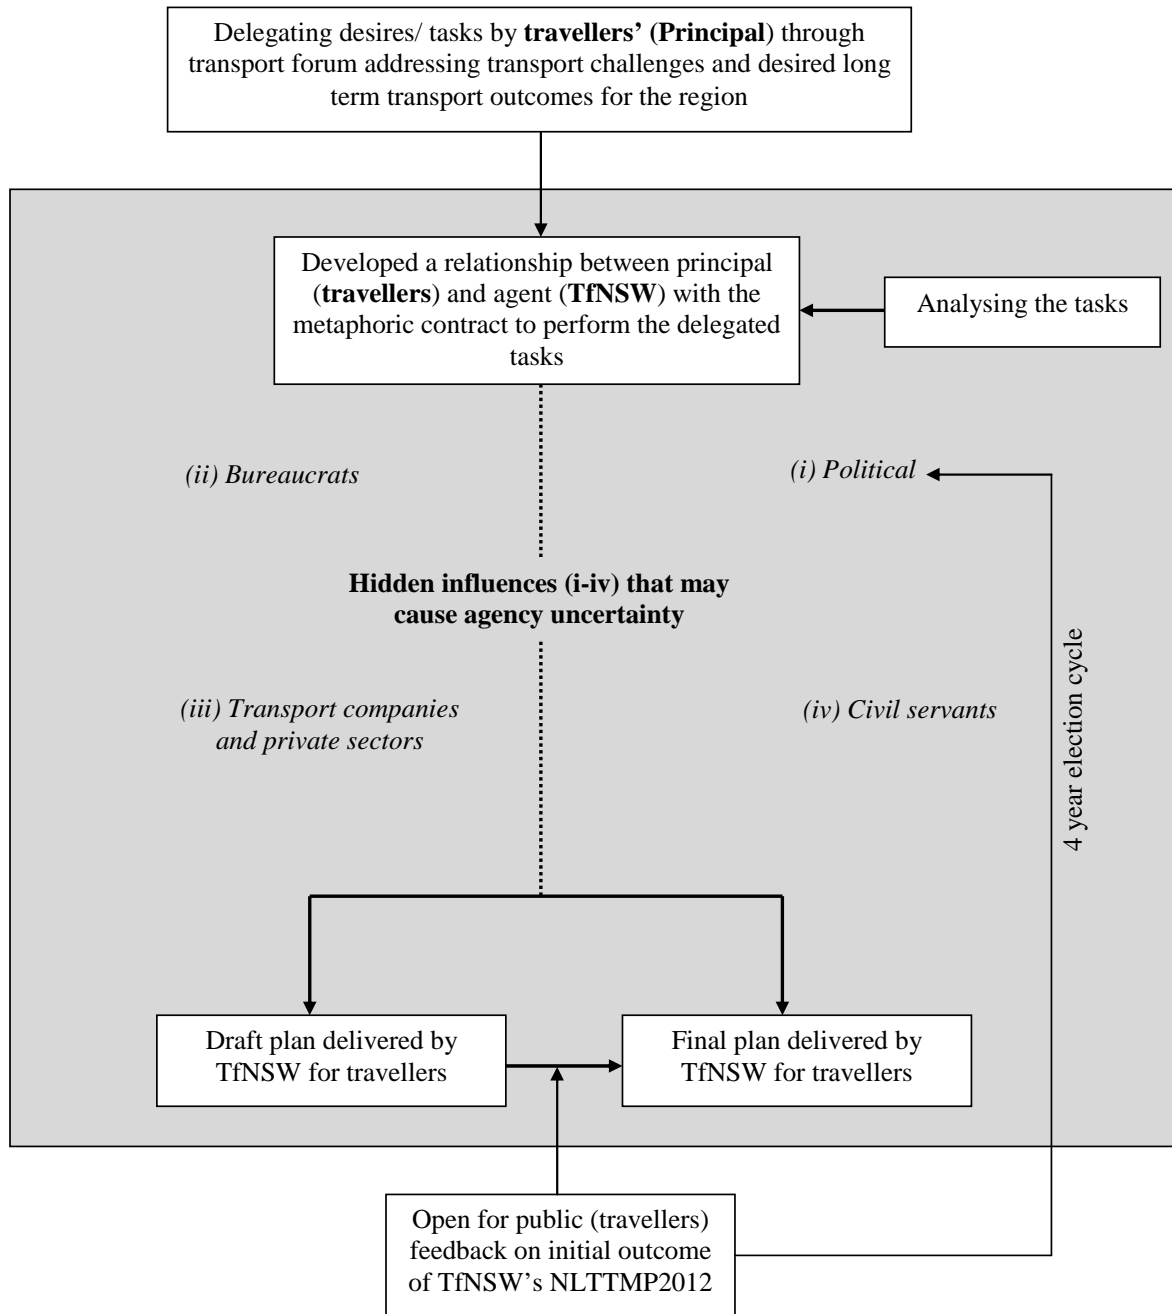 Delegating desires/ tasks by travellers’ (Principal) through
transport forum addressing transport challenges and desired long
term transport outcomes for the region
Developed a relationship between principal
(travellers) and agent (TfNSW) with the
metaphoric contract to perform the delegated
tasks
Analysing the tasks
(ii) Bureaucrats
(i) Political
Hidden influences (i-iv) that may
cause agency uncertainty
(iii) Transport companies
and private sectors
(iv) Civil servants
4 year election cycle
Draft plan delivered by
TfNSW for travellers
Final plan delivered by
TfNSW for travellers
Open for public (travellers)
feedback on initial outcome
of TfNSW’s NLTTMP2012